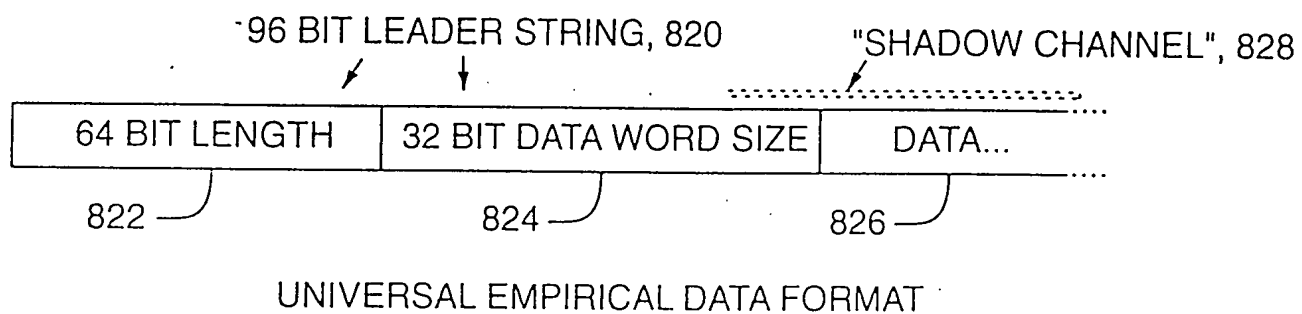 96 BIT LEADER STRING, 820
"SHADOW CHANNEL", 828
64 BIT LENGTH 32 BIT DATA WORD SIZE DATA...
822 824 826
UNIVERSAL EMPIRICAL DATA FORMAT